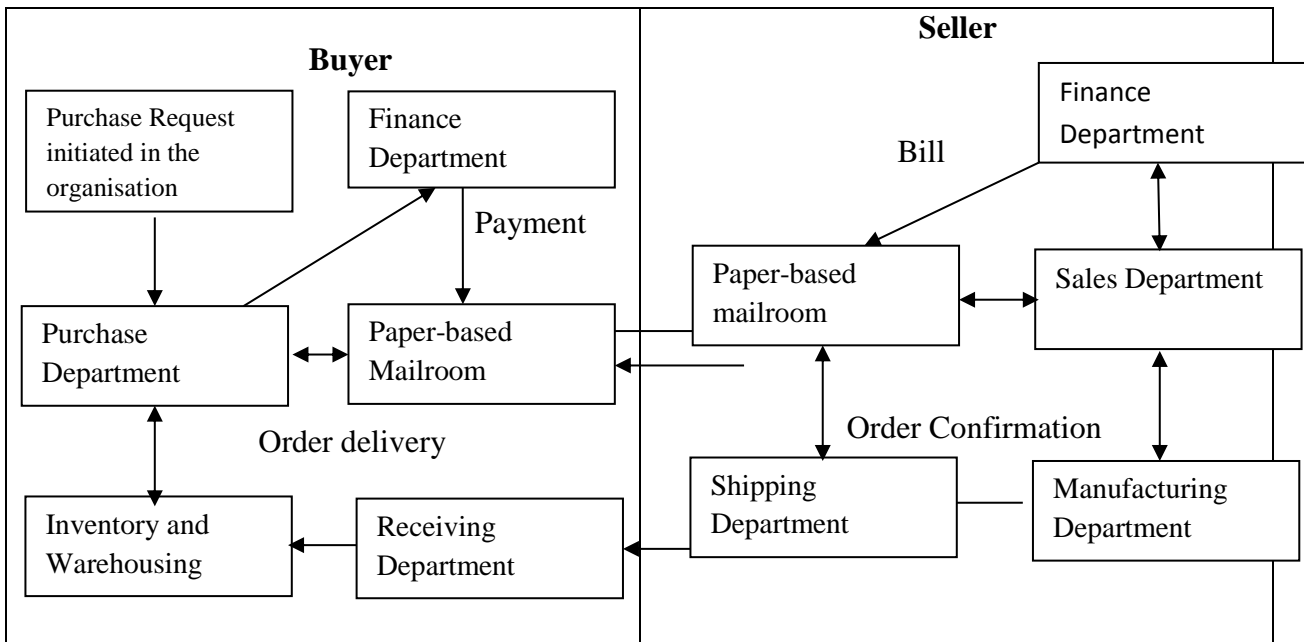 Buyer
Purchase Request
initiated in the
organisation
Finance
Department
Payment
Purchase
Department
Paper-based
Mailroom
Order delivery
Inventory and
Warehousing
Receiving
Department
Seller
Finance
Department
Bill
Paper-based
mailroom
Sales Department
Order Confirmation
Shipping
Department
Manufacturing
Department